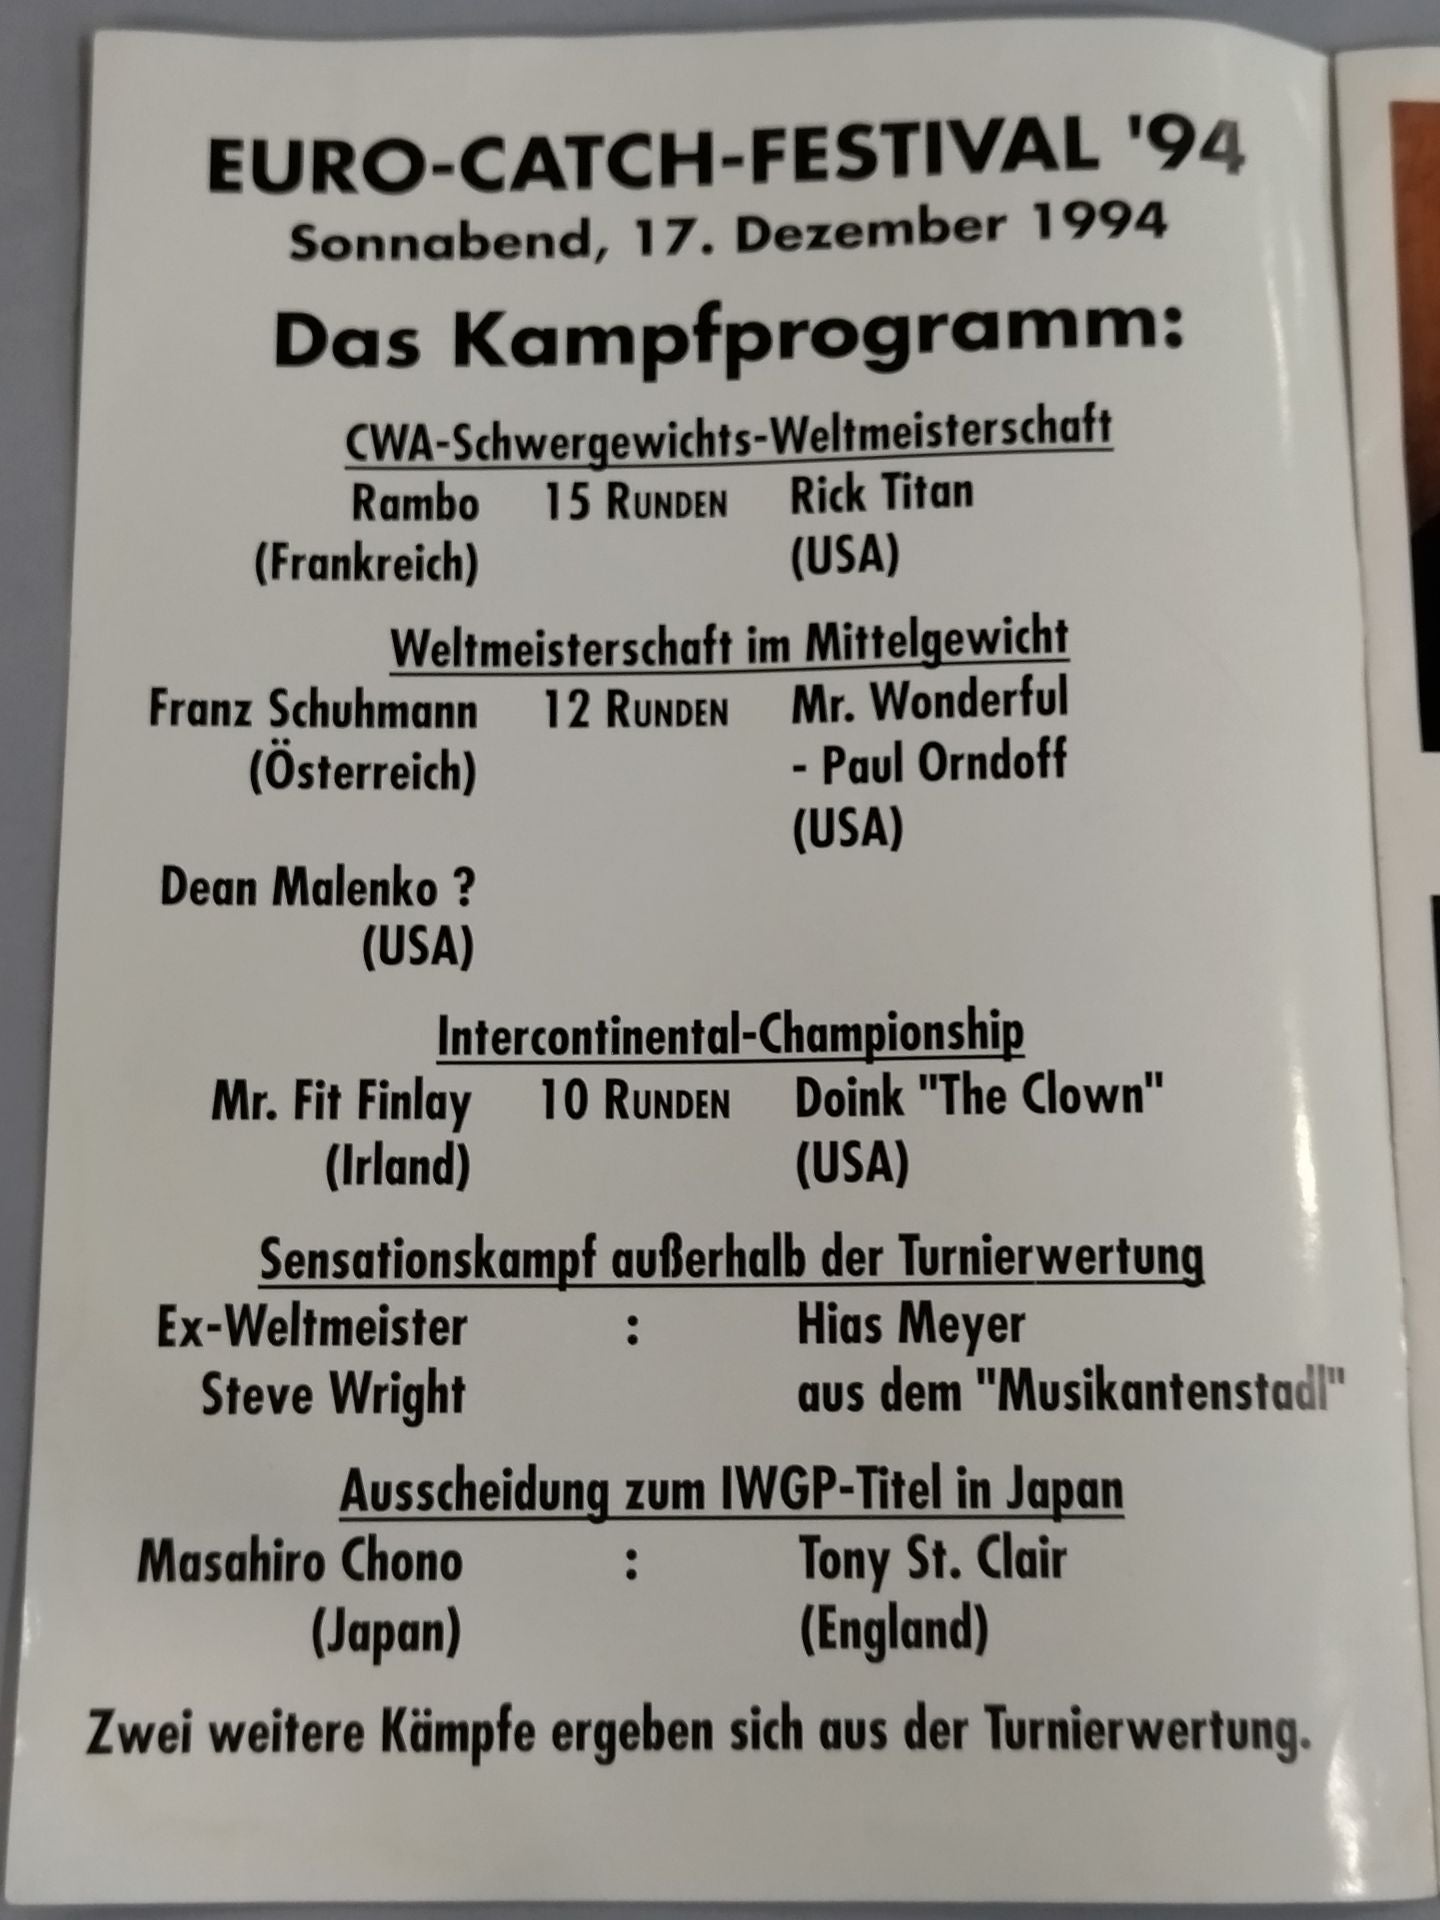 EURO-CATCH-FESTIVAL '94
Sonnabend, 17. Dezember 1994
Das Kampfprogramm:
CWA-Schwergewichts-Weltmeisterschaft
Rambo 15 RUNDEN Rick Titan
(Frankreich) (USA)
Weltmeisterschaft im Mittelgewicht
Franz Schuhmann 12 RUNDEN Mr. Wonderful
(Österreich) - Paul Orndoff
(USA)
Dean Malenko ?
(USA)
Intercontinental-Championship
Mr. Fit Finlay 10 RUNDEN Doink "The Clown"
(Irland) (USA)
Sensationskampf außerhalb der Turnierwertung
Ex-Weltmeister : Hias Meyer
Steve Wright aus dem "Musikantenstadl"
Ausscheidung zum IWGP-Titel in Japan
Masahiro Chono : Tony St. Clair
(Japan) (England)
Zwei weitere Kämpfe ergeben sich aus der Turnierwertung.